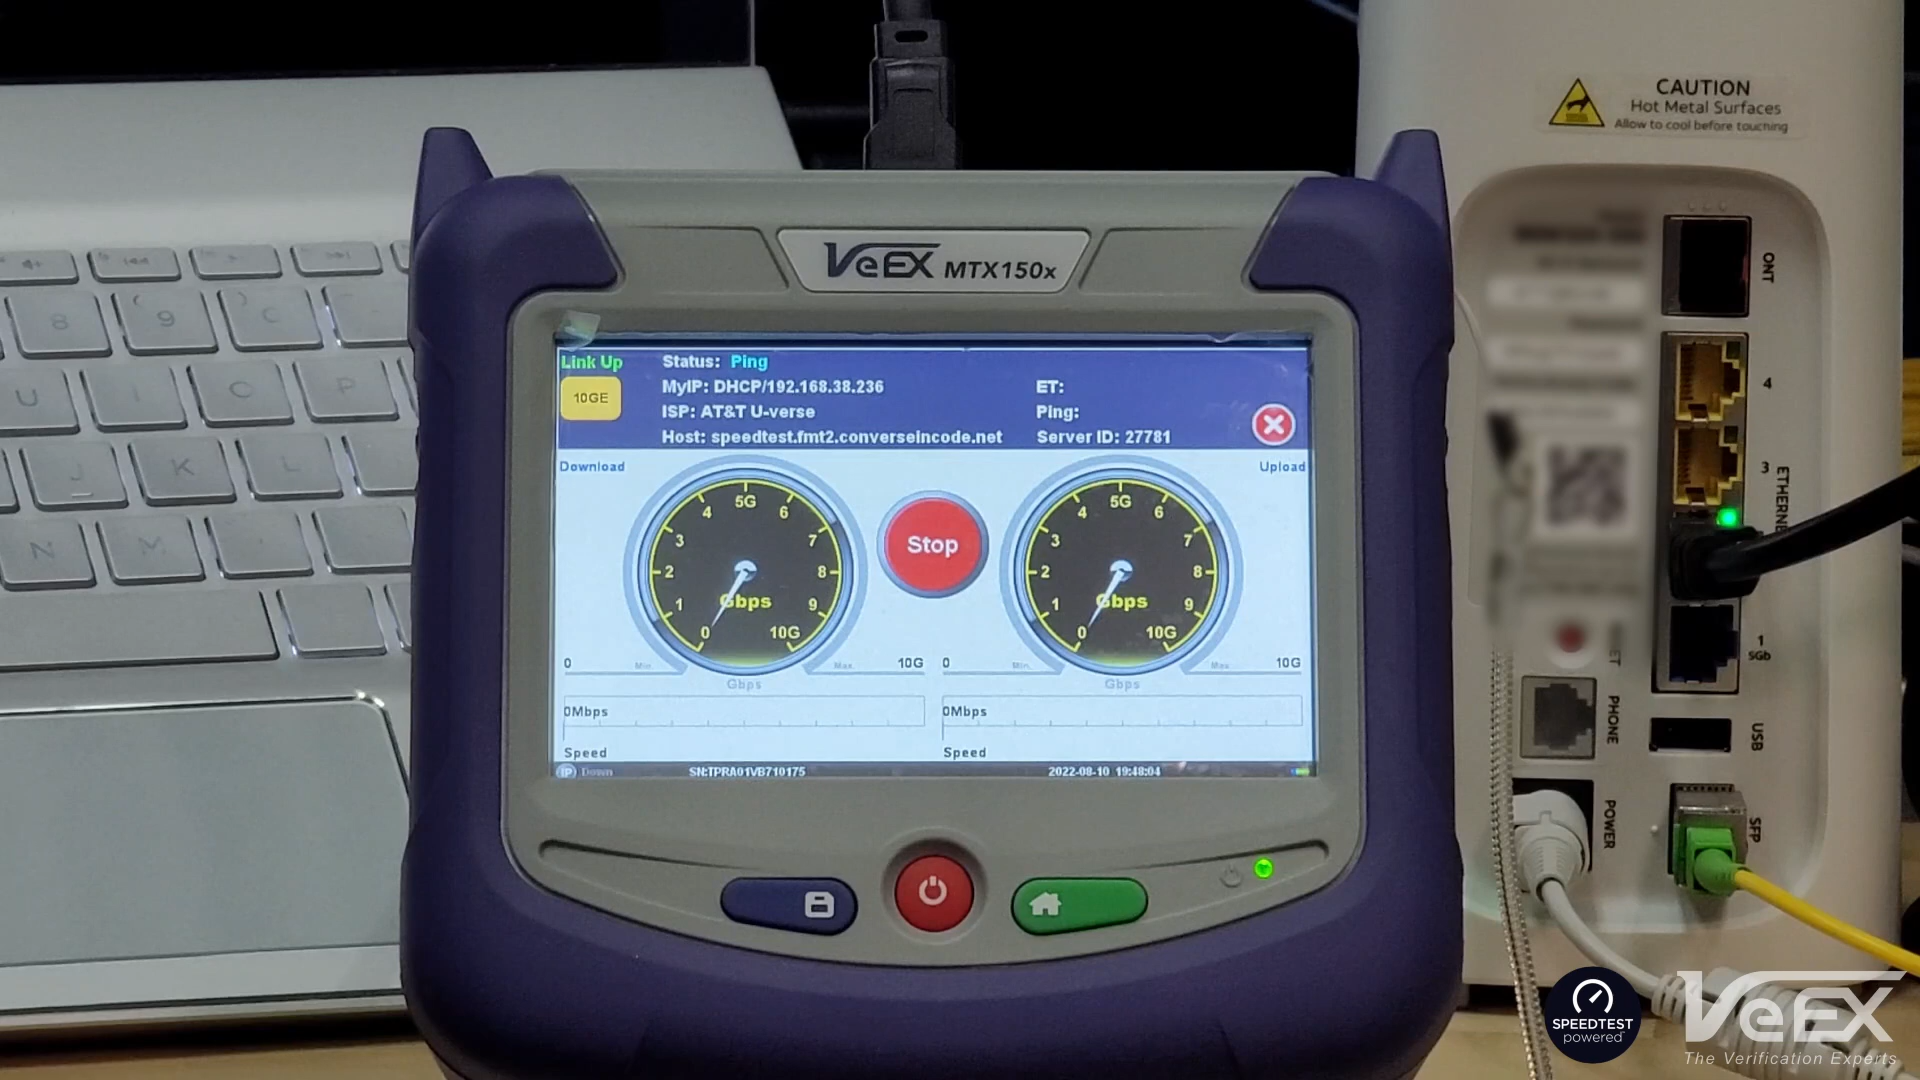 CAUTION
Hot Metal Surfaces
Allow to cool before touching
VeEX MTX150x
Link Up
10GE
Status: Ping
MyIP: DHCP/192.168.38.236
ISP: AT&T U-verse
Host: speedtest.fmt2.converseincode.net
ET:
Ping:
Server ID: 27781
Download
Upload
0 1 2 3 4 5G 6 7 8 9 10G
Gbps
Stop
0 1 2 3 4 5G 6 7 8 9 10G
Gbps
0 Min. Max. 10G
Gbps
0 Min. Max. 10G
Gbps
0Mbps
0Mbps
Speed
Speed
IP Down
SN:TPRA01VB710175
2022-08-10 19:48:04
ONT
4
3
1
5Gb
PHONE
USB
POWER
SFP
8
9
C
U
I
O
P
J
K
L
N
M
SPEEDTEST
powered
VeEX
The Verification Experts